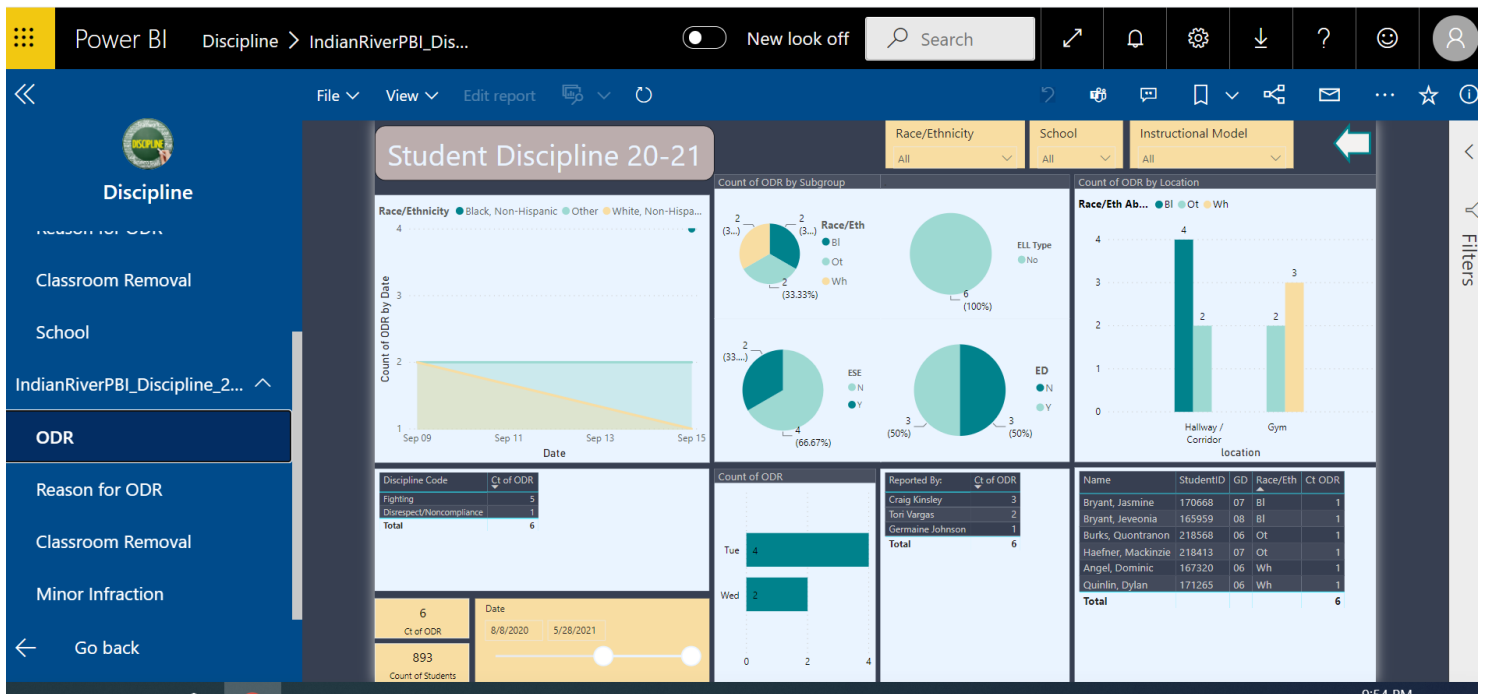 Power BI Discipline > IndianRiverPBI_Dis... New look off Search
File View Edit report
DISCIPLINE
Discipline
Reason for ODR
Classroom Removal
School
IndianRiverPBI_Discipline_2...
ODR
Reason for ODR
Classroom Removal
Minor Infraction
Go back
Student Discipline 20-21
Race/Ethnicity School Instructional Model
All All All
Filters
Race/Ethnicity Black, Non-Hispanic Other White, Non-Hispa...
Count of ODR by Date
4
3
2
1
Sep 09 Sep 11 Sep 13 Sep 15
Date
Count of ODR by Subgroup
2 (3...) 2 (3...)
2 (33.33%)
Race/Eth
Bl
Ot
Wh
6 (100%)
ELL Type
No
2 (33....)
4 (66.67%)
ESE
N
Y
3 (50%) 3 (50%)
ED
N
Y
Count of ODR by Location
Race/Eth Ab... Bl Ot Wh
4
3
2
1
0
4 2 2 3
Hallway / Corridor Gym
location
Discipline Code Ct of ODR
Fighting 5
Disrespect/Noncompliance 1
Total 6
6
Ct of ODR
893
Count of Students
Date
8/8/2020 5/28/2021
Count of ODR
Tue 4
Wed 2
0 2 4
Reported By: Ct of ODR
Craig Kinsley 3
Tori Vargas 2
Germaine Johnson 1
Total 6
Name StudentID GD Race/Eth Ct ODR
Bryant, Jasmine 170668 07 Bl 1
Bryant, Jeveonia 165959 08 Bl 1
Burks, Quontranon 218568 06 Ot 1
Haefner, Mackinzie 218413 07 Ot 1
Angel, Dominic 167320 06 Wh 1
Quinlin, Dylan 171265 06 Wh 1
Total 6